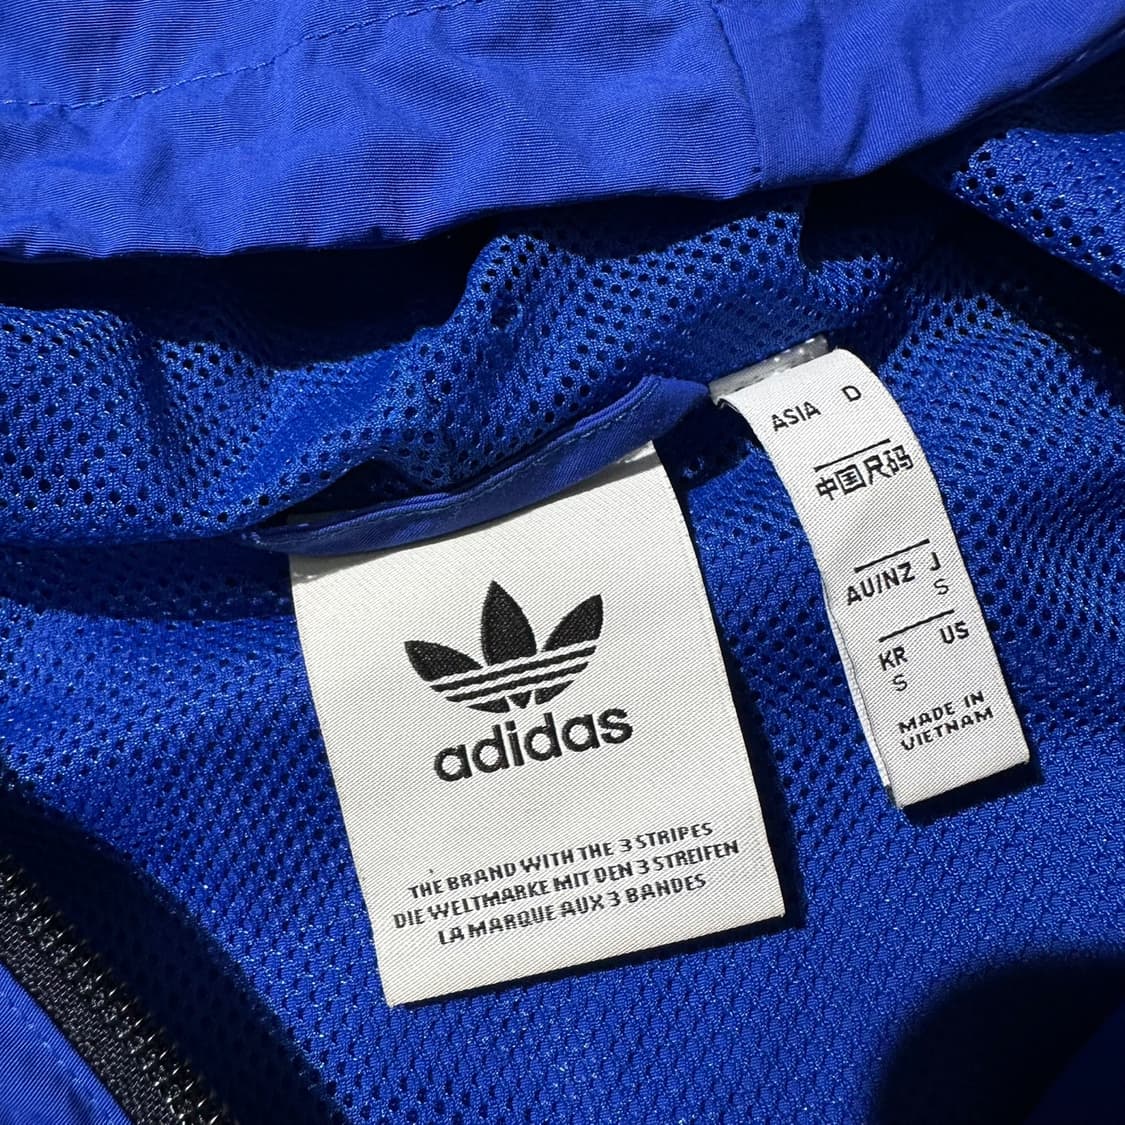 adidas
THE BRAND WITH THE 3 STRIPES
DIE WELTMARKE MIT DEN 3 STREIFEN
LA MARQUE AUX 3 BANDES
ASIA D
中国尺码
AU/NZ J
S
KR US
S
MADE IN
VIETNAM